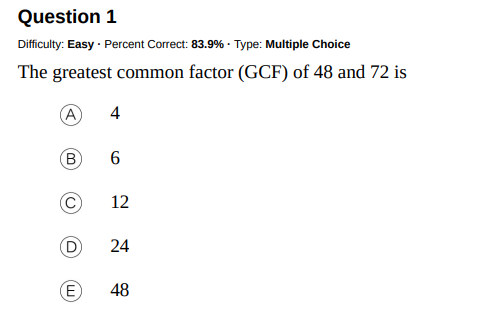 Question 1
Difficulty: Easy · Percent Correct: 83.9% · Type: Multiple Choice
The greatest common factor (GCF) of 48 and 72 is
A 4
B 6
C 12
D 24
E 48